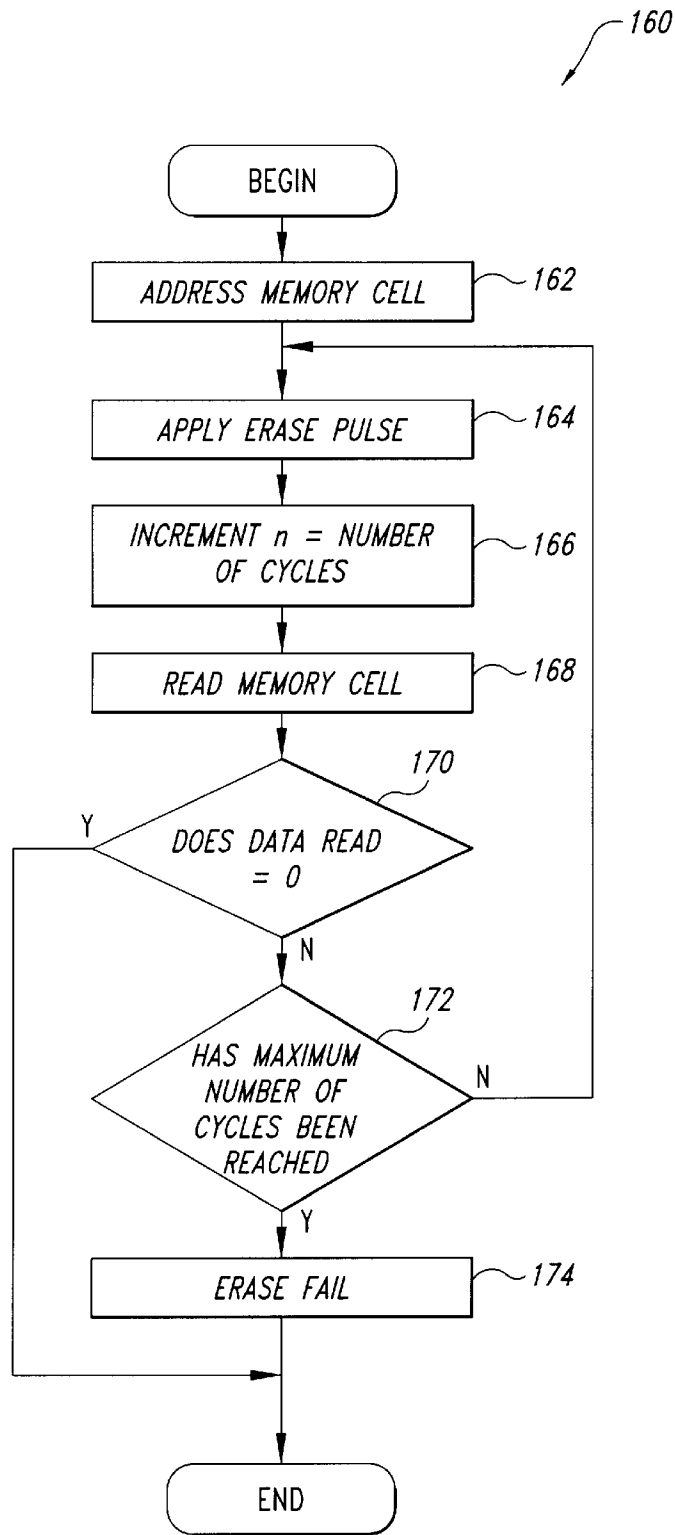 160
BEGIN
ADDRESS MEMORY CELL
162
APPLY ERASE PULSE
164
INCREMENT n = NUMBER
OF CYCLES
166
READ MEMORY CELL
168
170
Y
DOES DATA READ
= 0
N
172
HAS MAXIMUM
NUMBER OF
CYCLES BEEN
REACHED
N
Y
ERASE FAIL
174
END